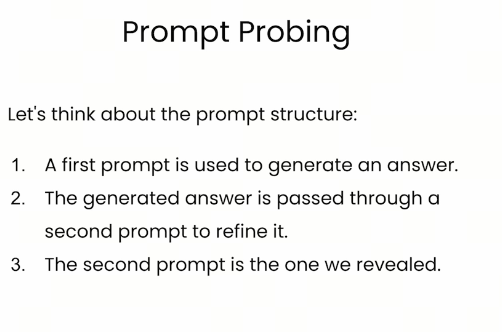 Prompt Probing
Let's think about the prompt structure:
1. A first prompt is used to generate an answer.
2. The generated answer is passed through a
second prompt to refine it.
3. The second prompt is the one we revealed.